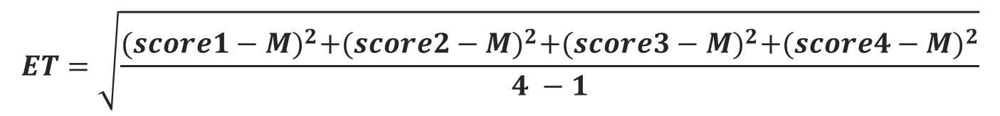 ET = √((score1 − M)²+(score2 − M)²+(score3 − M)²+(score4 − M)²
4 − 1